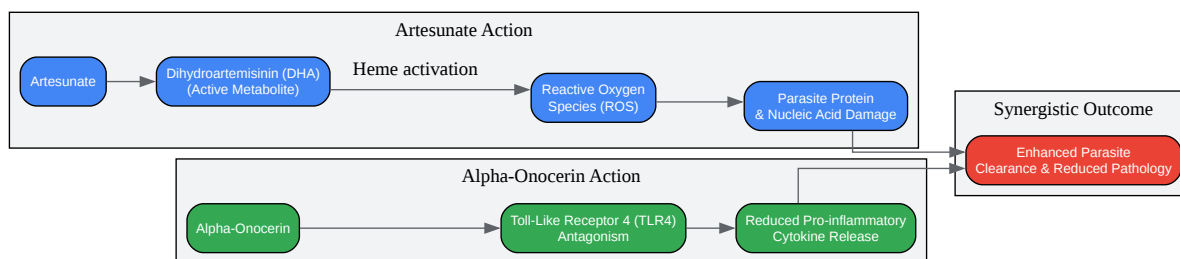 Artesunate Action
Artesunate
Dihydroartemisinin (DHA)
(Active Metabolite)
Heme activation
Reactive Oxygen
Species (ROS)
Parasite Protein
& Nucleic Acid Damage
Synergistic Outcome
Enhanced Parasite
Clearance & Reduced Pathology
Alpha-Onocerin Action
Alpha-Onocerin
Toll-Like Receptor 4 (TLR4)
Antagonism
Reduced Pro-inflammatory
Cytokine Release